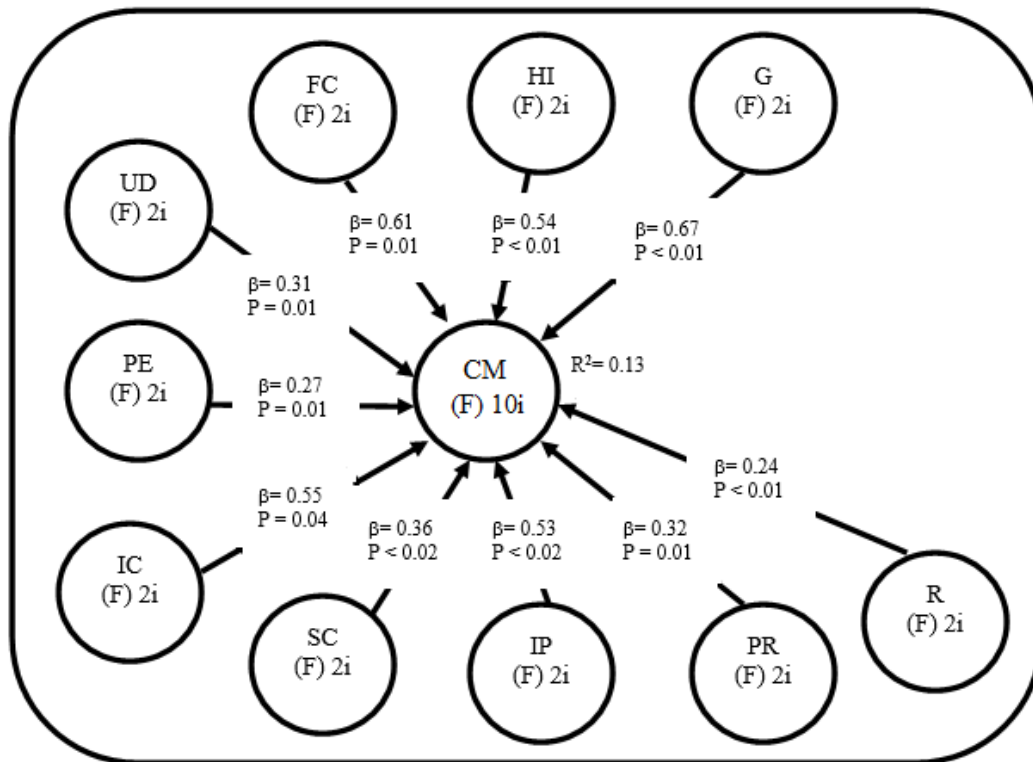 FC
(F) 2i
HI
(F) 2i
G
(F) 2i
UD
(F) 2i
β= 0.61
P = 0.01
β= 0.54
P < 0.01
β= 0.67
P < 0.01
β= 0.31
P = 0.01
PE
(F) 2i
β= 0.27
P = 0.01
CM
(F) 10i
R²= 0.13
β= 0.55
P = 0.04
β= 0.36
P < 0.02
β= 0.53
P < 0.02
β= 0.32
P = 0.01
β= 0.24
P < 0.01
IC
(F) 2i
SC
(F) 2i
IP
(F) 2i
PR
(F) 2i
R
(F) 2i